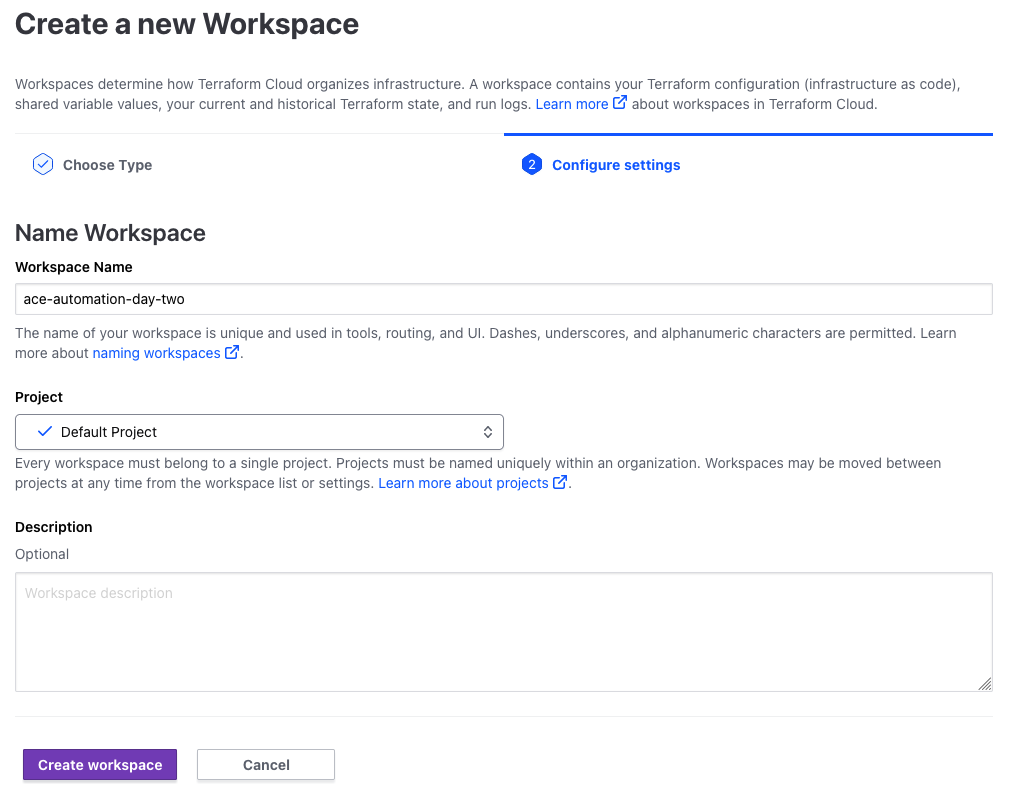 Create a new Workspace
Workspaces determine how Terraform Cloud organizes infrastructure. A workspace contains your Terraform configuration (infrastructure as code),
shared variable values, your current and historical Terraform state, and run logs. Learn more about workspaces in Terraform Cloud.
Choose Type
2 Configure settings
Name Workspace
Workspace Name
ace-automation-day-two
The name of your workspace is unique and used in tools, routing, and UI. Dashes, underscores, and alphanumeric characters are permitted. Learn
more about naming workspaces.
Project
Default Project
Every workspace must belong to a single project. Projects must be named uniquely within an organization. Workspaces may be moved between
projects at any time from the workspace list or settings. Learn more about projects.
Description
Optional
Workspace description
Create workspace
Cancel